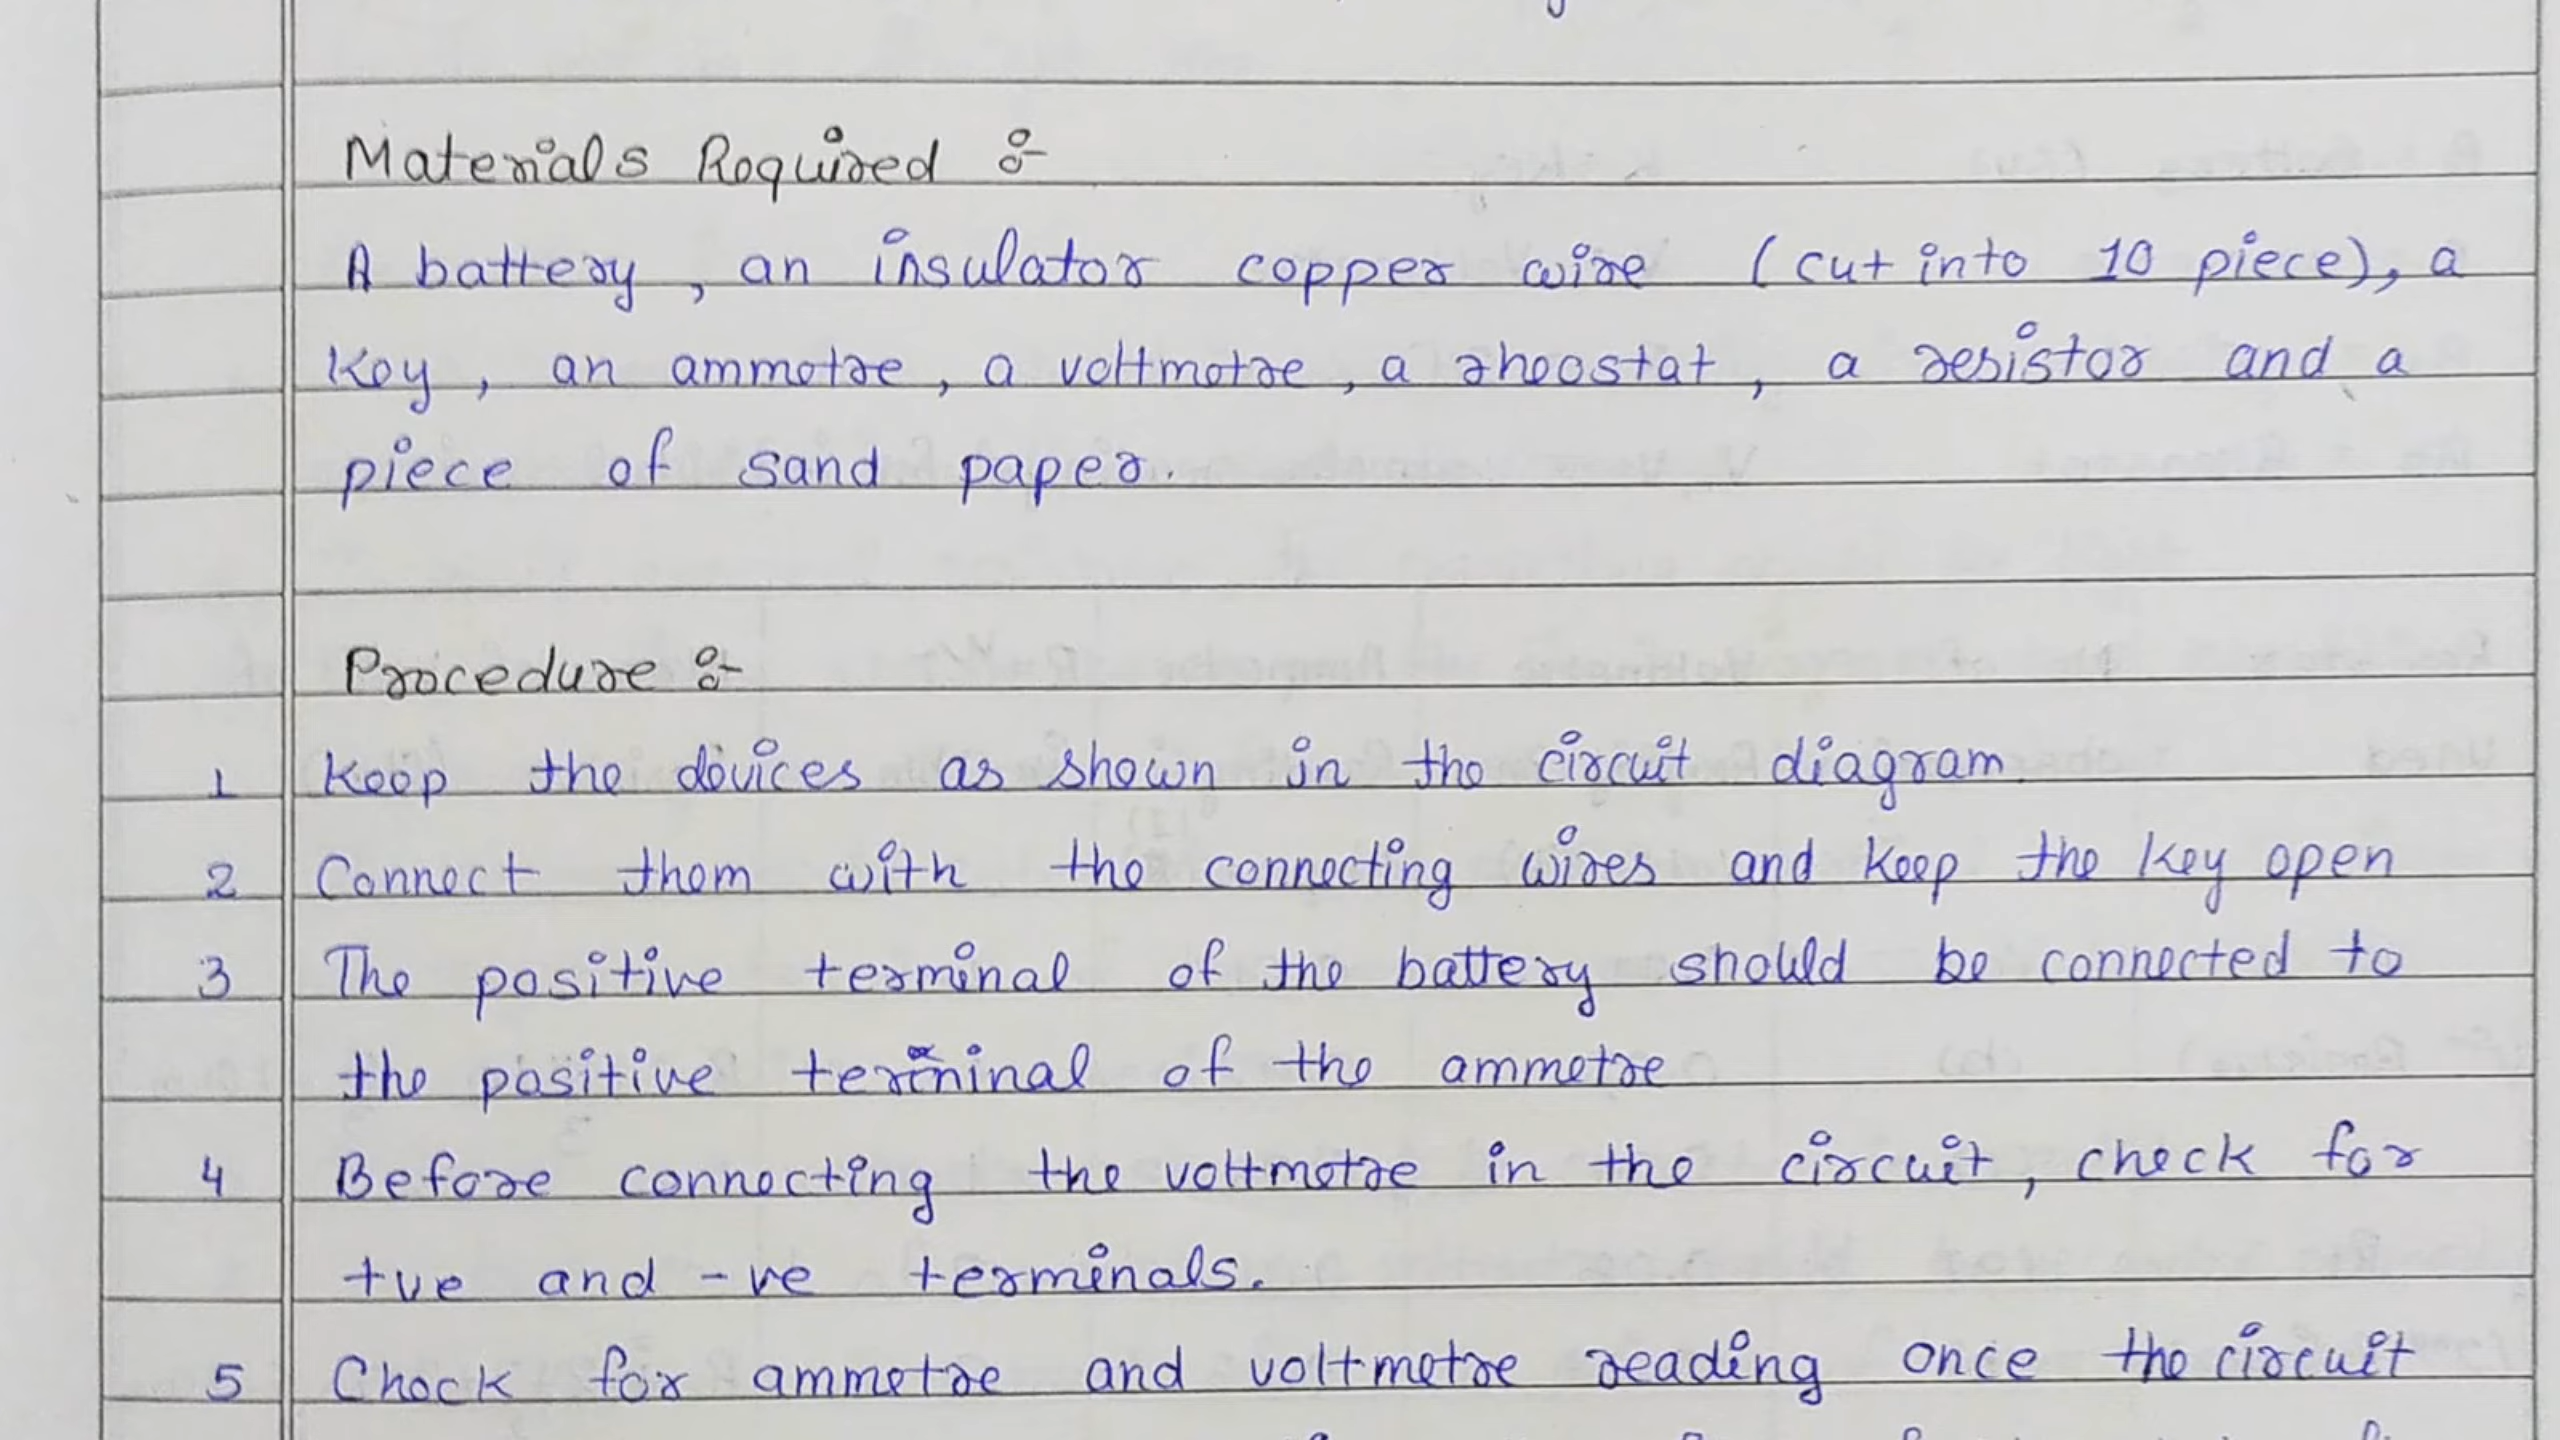 Materials Required :-
A battery, an insulator copper wire (cut into 10 piece), a
Key, an ammetre, a voltmetre, a rheostat, a resistor and a
piece of sand paper.
Procedure :-
1 Keep the devices as shown in the circuit diagram.
2 Connect them with the connecting wires and keep the key open
3 The positive terminal of the battery should be connected to
the positive terminal of the ammetre
4 Before connecting the voltmetre in the circuit, check for
+ve and -ve terminals.
5 Check for ammetre and voltmetre reading once the circuit